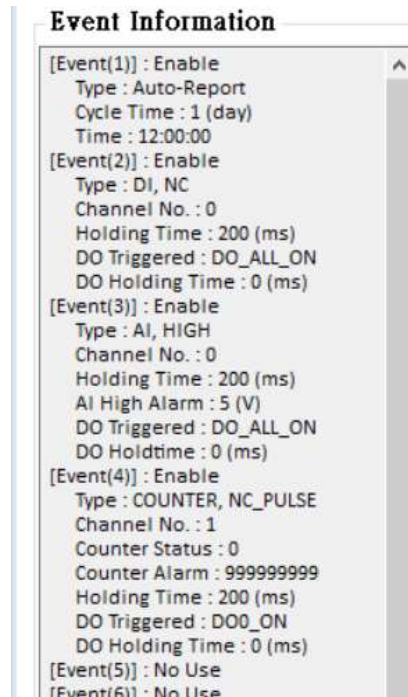 Event Information
[Event(1)] : Enable
Type : Auto-Report
Cycle Time : 1 (day)
Time : 12:00:00
[Event(2)] : Enable
Type : DI, NC
Channel No. : 0
Holding Time : 200 (ms)
DO Triggered : DO_ALL_ON
DO Holding Time : 0 (ms)
[Event(3)] : Enable
Type : AI, HIGH
Channel No. : 0
Holding Time : 200 (ms)
AI High Alarm : 5 (V)
DO Triggered : DO_ALL_ON
DO Holdtime : 0 (ms)
[Event(4)] : Enable
Type : COUNTER, NC_PULSE
Channel No. : 1
Counter Status : 0
Counter Alarm : 999999999
Holding Time : 200 (ms)
DO Triggered : DO0_ON
DO Holding Time : 0 (ms)
[Event(5)] : No Use
[Event(6)] : No Use